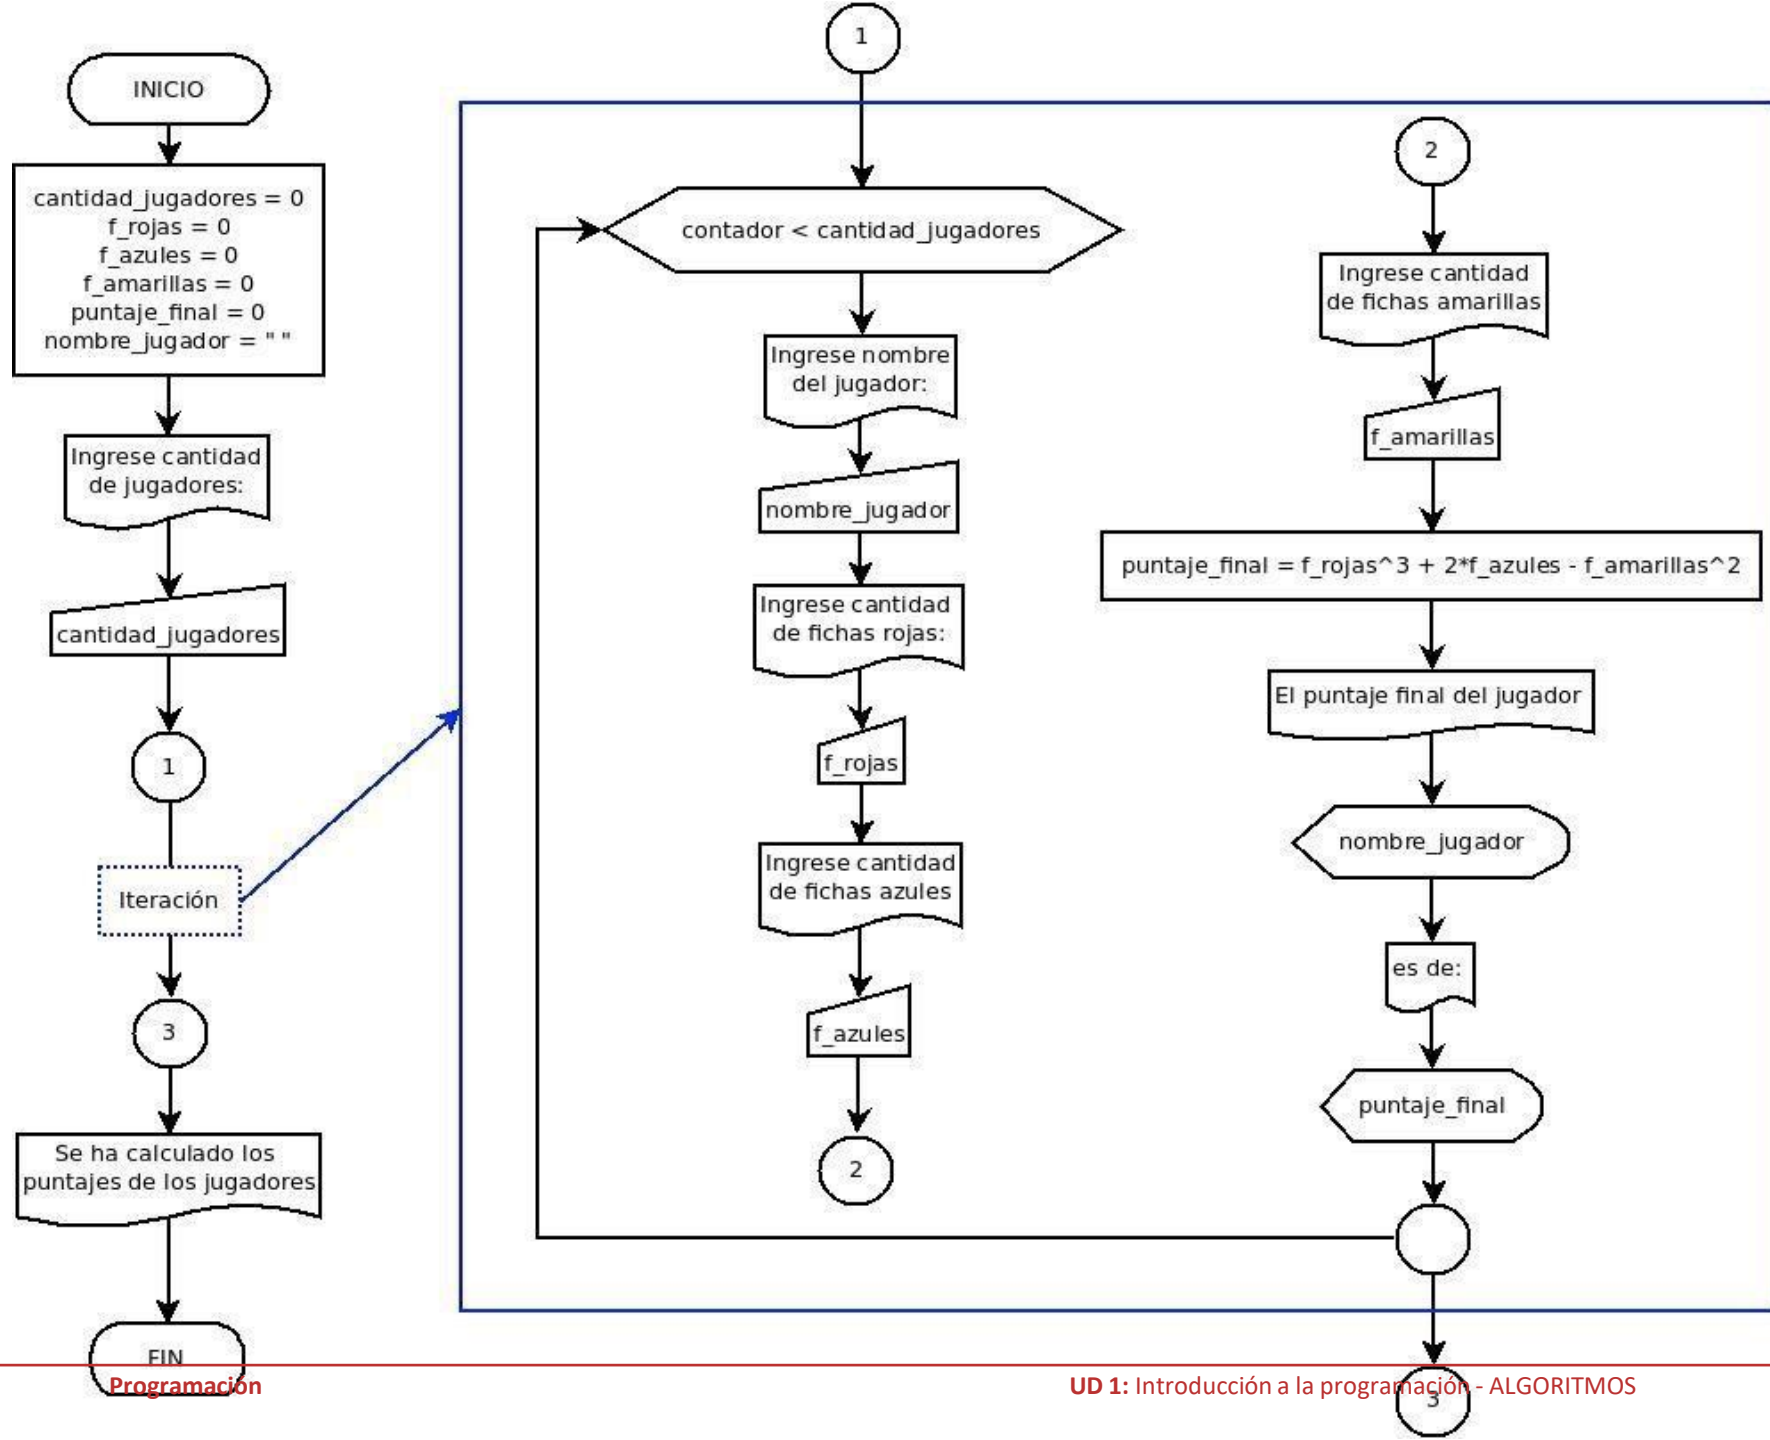 INICIO
cantidad_jugadores = 0
f_rojas = 0
f_azules = 0
f_amarillas = 0
puntaje_final = 0
nombre_jugador = " "
Ingrese cantidad
de jugadores:
cantidad_jugadores
1
Iteración
3
Se ha calculado los
puntajes de los jugadores
FIN
1
contador < cantidad_jugadores
Ingrese nombre
del jugador:
nombre_jugador
Ingrese cantidad
de fichas rojas:
f_rojas
Ingrese cantidad
de fichas azules
f_azules
2
2
Ingrese cantidad
de fichas amarillas
f_amarillas
puntaje_final = f_rojas^3 + 2*f_azules - f_amarillas^2
El puntaje final del jugador
nombre_jugador
es de:
puntaje_final
3
Programación
UD 1: Introducción a la programación - ALGORITMOS